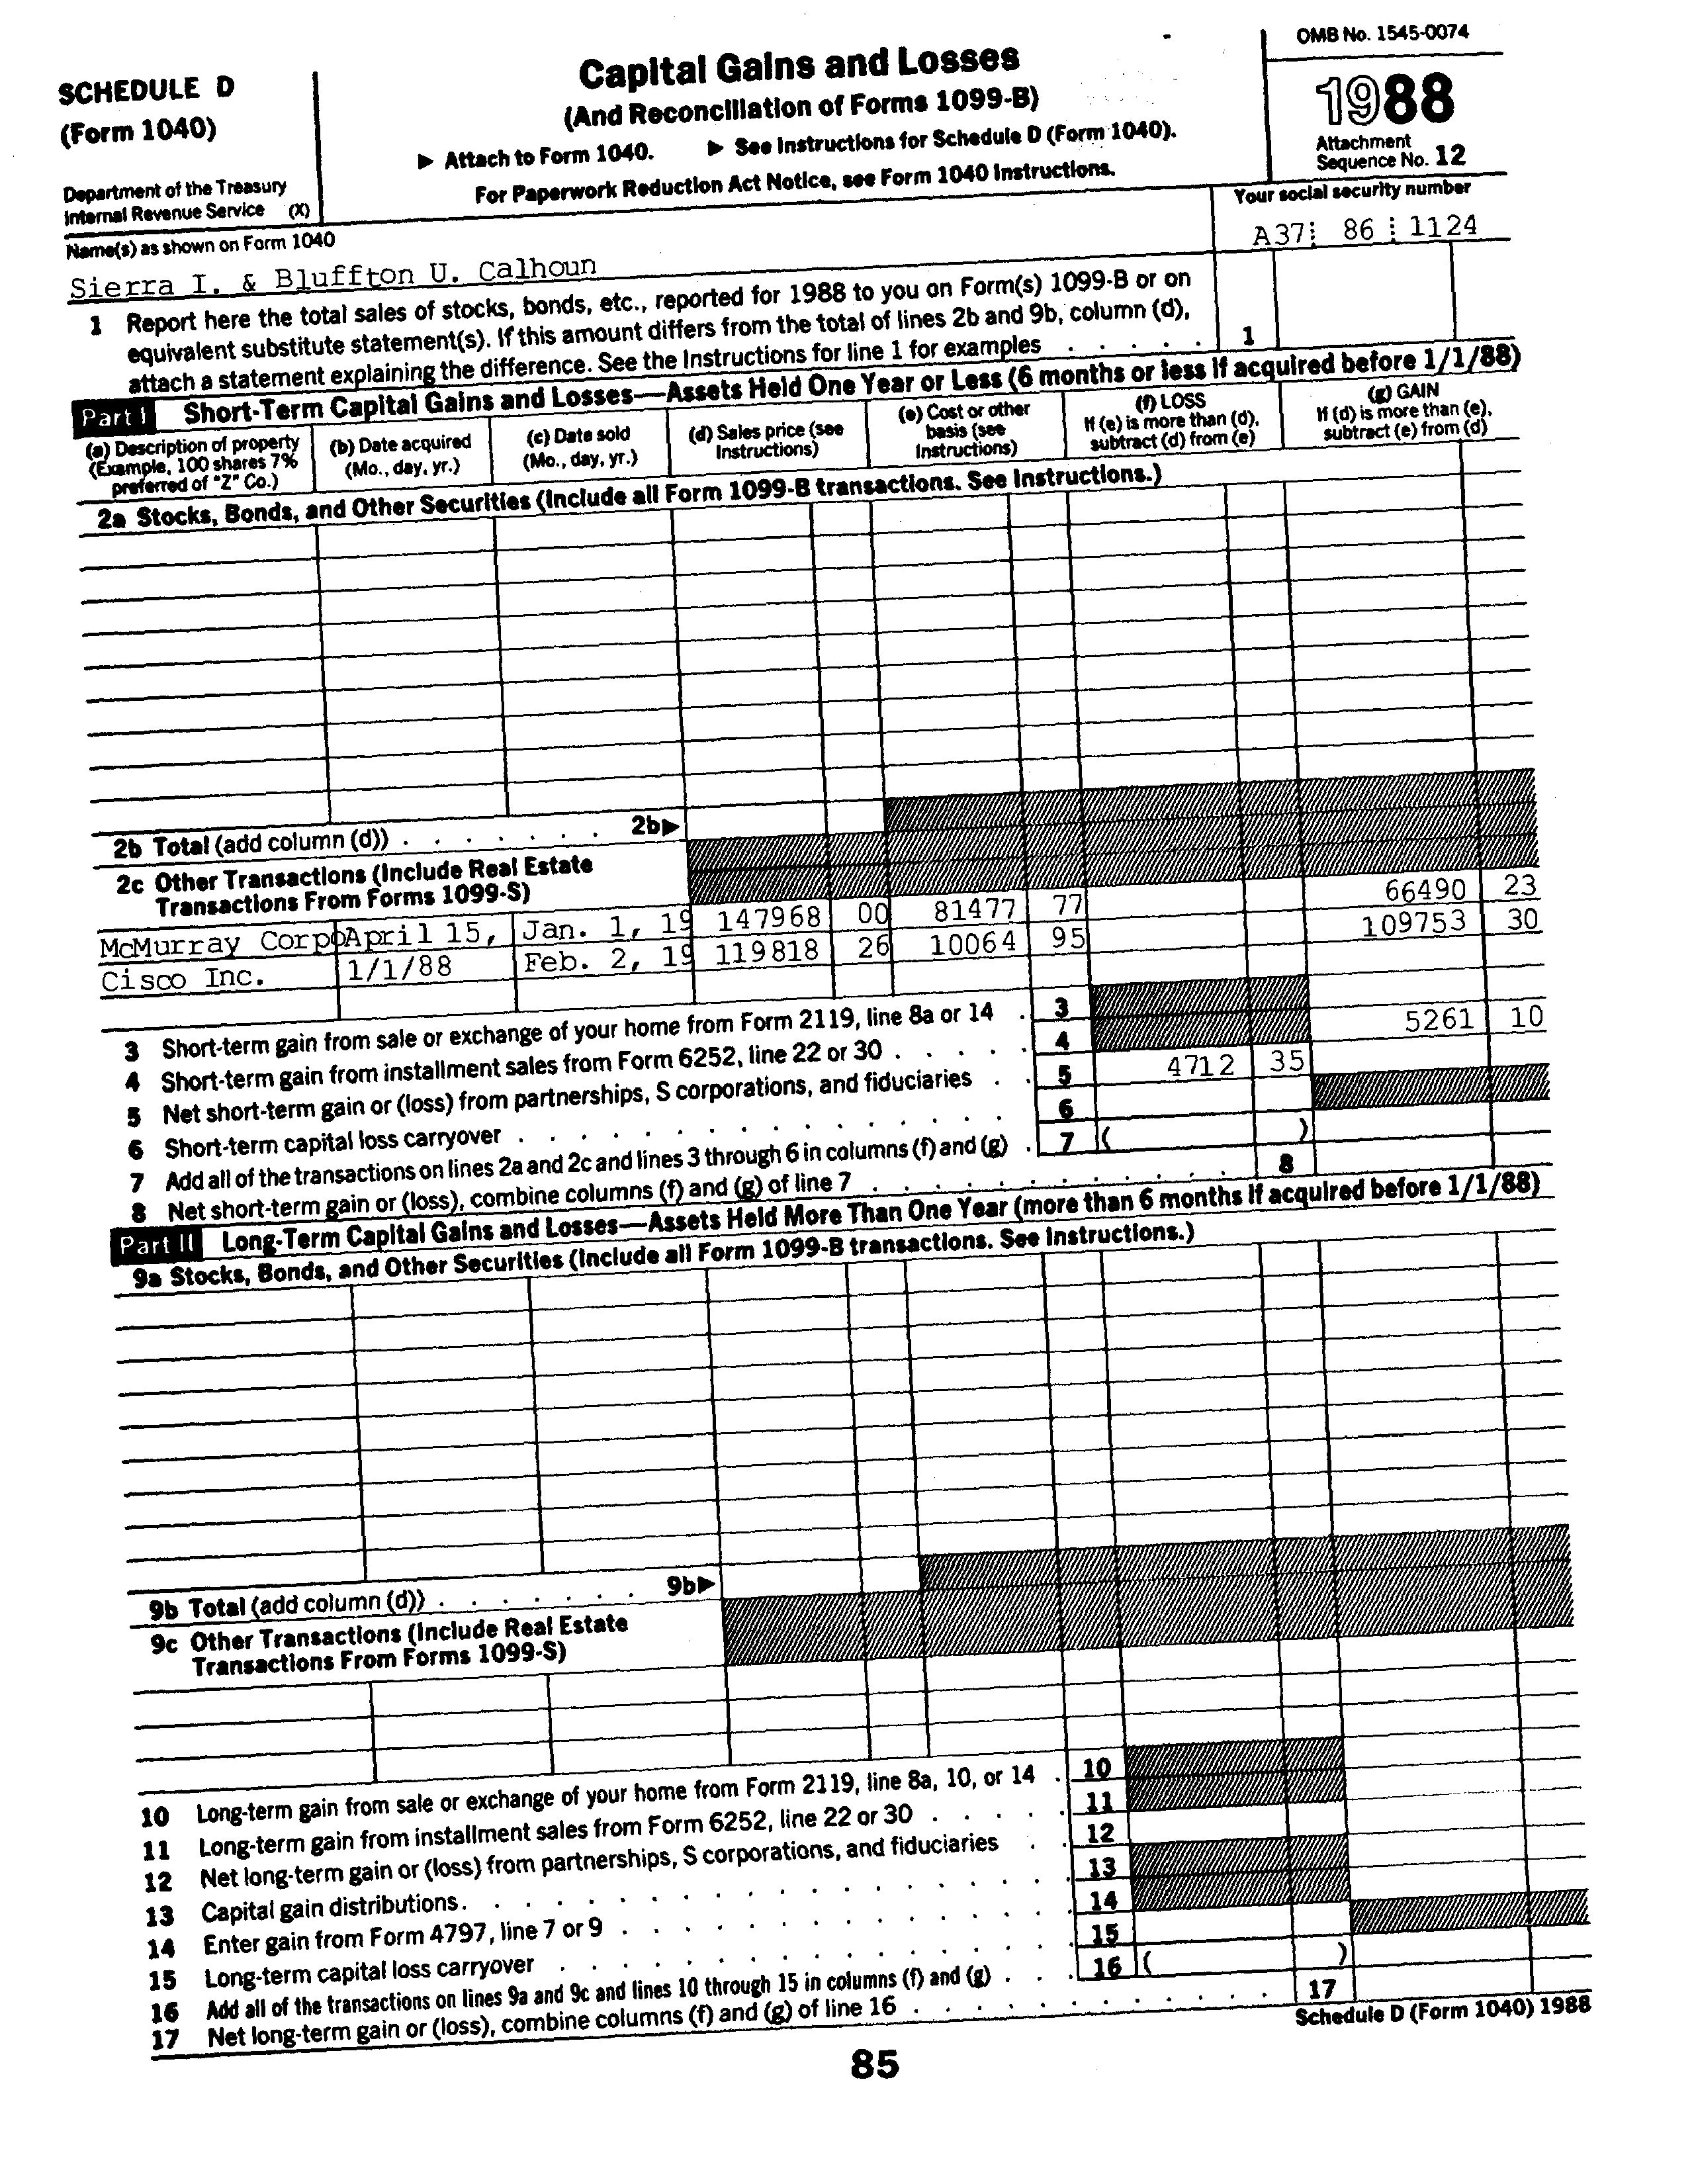 SCHEDULE D
(Form 1040)
Department of the Treasury
Internal Revenue Service (X)
Capital Gains and Losses
(And Reconciliation of Forms 1099-B)
▶ Attach to Form 1040. ▶ See Instructions for Schedule D (Form 1040).
For Paperwork Reduction Act Notice, see Form 1040 Instructions.
OMB No. 1545-0074
1988
Attachment
Sequence No. 12
Name(s) as shown on Form 1040
Your social security number
Sierra I. & Bluffton U. Calhoun
A37 86 1124
1 Report here the total sales of stocks, bonds, etc., reported for 1988 to you on Form(s) 1099-B or on
equivalent substitute statement(s). If this amount differs from the total of lines 2b and 9b, column (d),
attach a statement explaining the difference. See the Instructions for line 1 for examples . . . . . 1
Part I Short-Term Capital Gains and Losses—Assets Held One Year or Less (6 months or less if acquired before 1/1/88)
(a) Description of property
(Example, 100 shares 7%
preferred of "Z" Co.)
(b) Date acquired
(Mo., day, yr.)
(c) Date sold
(Mo., day, yr.)
(d) Sales price (see
Instructions)
(e) Cost or other
basis (see
Instructions)
(f) LOSS
If (e) is more than (d),
subtract (d) from (e)
(g) GAIN
If (d) is more than (e),
subtract (e) from (d)
2a Stocks, Bonds, and Other Securities (Include all Form 1099-B transactions. See Instructions.)
2b Total (add column (d)) . . . . . . . 2b▶
2c Other Transactions (Include Real Estate
Transactions From Forms 1099-S)
McMurray Corpo April 15, Jan. 1, 19 147968 00 81477 77 66490 23
Cisco Inc. 1/1/88 Feb. 2, 19 119818 26 10064 95 109753 30
3 Short-term gain from sale or exchange of your home from Form 2119, line 8a or 14 . 3
4 Short-term gain from installment sales from Form 6252, line 22 or 30 . . . . . 4 5261 10
5 Net short-term gain or (loss) from partnerships, S corporations, and fiduciaries . . 5 4712 35
6 Short-term capital loss carryover . . . . . . . . . . . . . . . 6
7 Add all of the transactions on lines 2a and 2c and lines 3 through 6 in columns (f) and (g) . 7 ( )
8 Net short-term gain or (loss), combine columns (f) and (g) of line 7 . . . . . . . . . . . 8
Part II Long-Term Capital Gains and Losses—Assets Held More Than One Year (more than 6 months if acquired before 1/1/88)
9a Stocks, Bonds, and Other Securities (Include all Form 1099-B transactions. See Instructions.)
9b Total (add column (d)) . . . . . . . 9b▶
9c Other Transactions (Include Real Estate
Transactions From Forms 1099-S)
10 Long-term gain from sale or exchange of your home from Form 2119, line 8a, 10, or 14 . 10
11 Long-term gain from installment sales from Form 6252, line 22 or 30 . . . . . 11
12 Net long-term gain or (loss) from partnerships, S corporations, and fiduciaries . . 12
13 Capital gain distributions. . . . . . . . . . . . . . . . . . 13
14 Enter gain from Form 4797, line 7 or 9 . . . . . . . . . . . . . 14
15 Long-term capital loss carryover . . . . . . . . . . . . . . . 15
16 Add all of the transactions on lines 9a and 9c and lines 10 through 15 in columns (f) and (g) . . . 16 ( )
17 Net long-term gain or (loss), combine columns (f) and (g) of line 16 . . . . . . . . . . . . 17
Schedule D (Form 1040) 1988
85